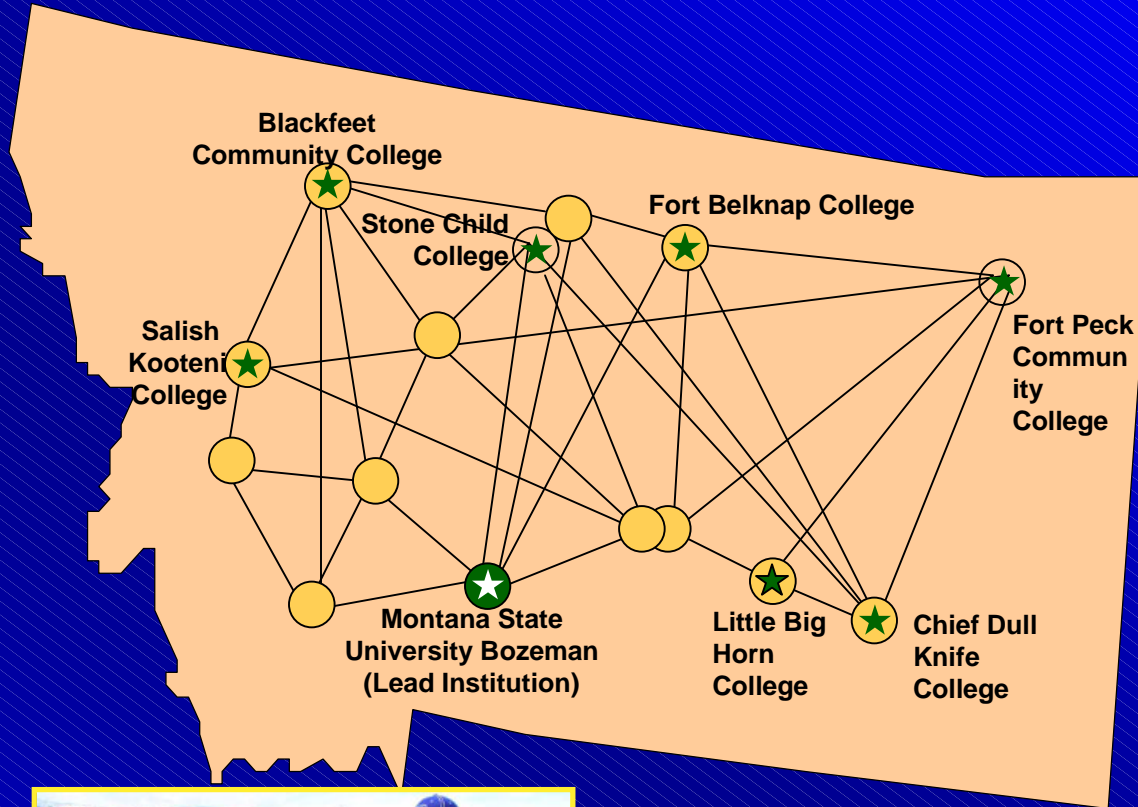 Blackfeet
Community College
Stone Child
College
Fort Belknap College
Salish
Kooteni
College
Fort Peck
Commun
ity
College
Montana State
University Bozeman
(Lead Institution)
Little Big
Horn
College
Chief Dull
Knife
College